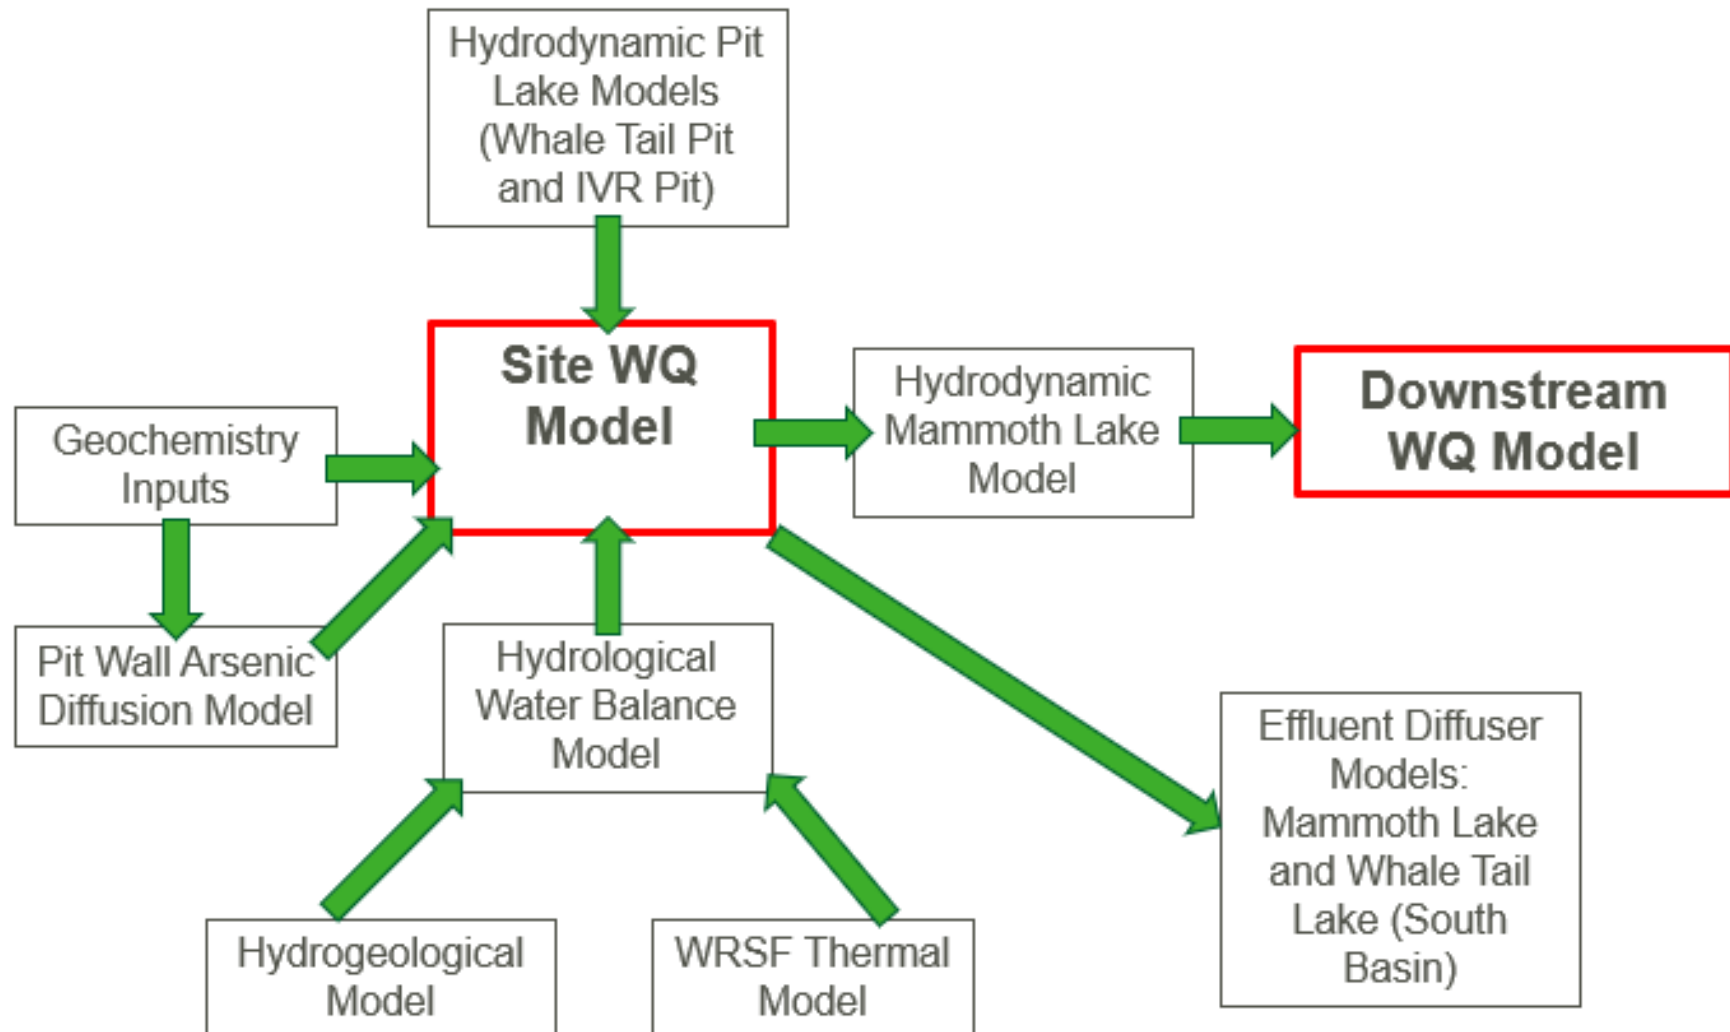 Hydrodynamic Pit
Lake Models
(Whale Tail Pit
and IVR Pit)
Site WQ
Model
Hydrodynamic
Mammoth Lake
Model
Downstream
WQ Model
Geochemistry
Inputs
Pit Wall Arsenic
Diffusion Model
Hydrological
Water Balance
Model
Effluent Diffuser
Models:
Mammoth Lake
and Whale Tail
Lake (South
Basin)
Hydrogeological
Model
WRSF Thermal
Model